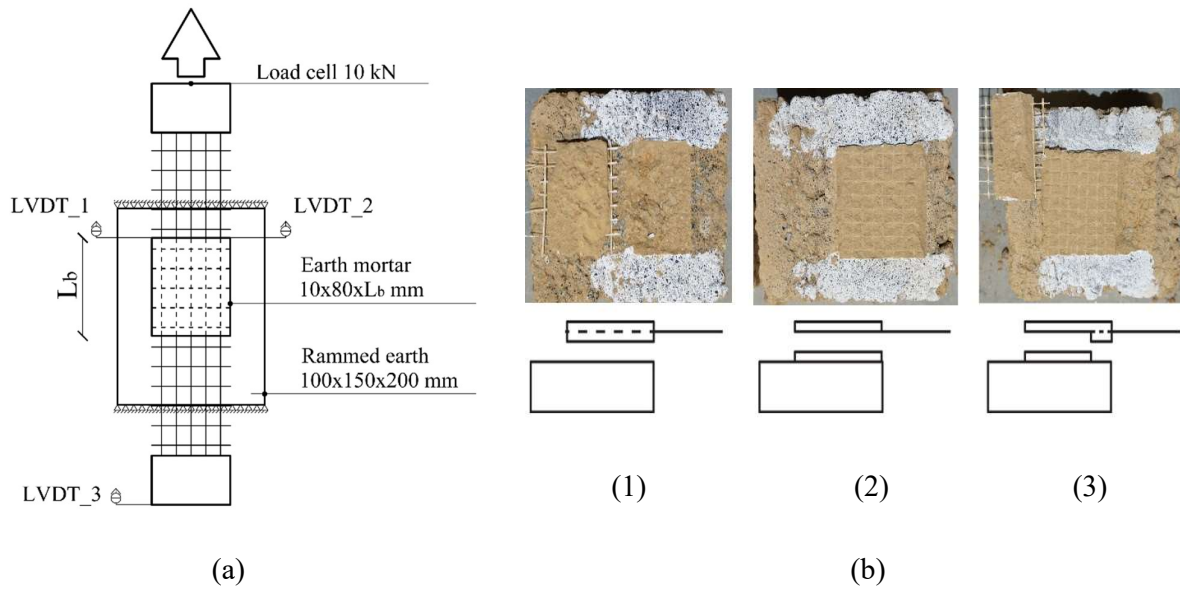 Load cell 10 kN
LVDT_1
LVDT_2
Lb
Earth mortar
10x80xLb mm
Rammed earth
100x150x200 mm
LVDT_3
(a)
(1)
(2)
(3)
(b)